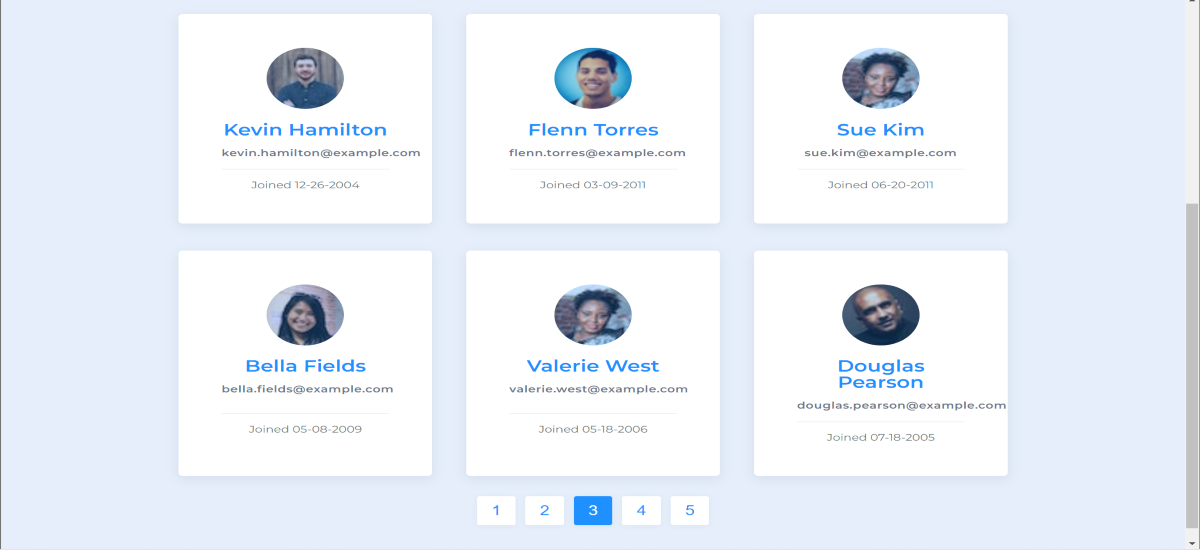 Kevin Hamilton
kevin.hamilton@example.com
Joined 12-26-2004
Flenn Torres
flenn.torres@example.com
Joined 03-09-2011
Sue Kim
sue.kim@example.com
Joined 06-20-2011
Bella Fields
bella.fields@example.com
Joined 05-08-2009
Valerie West
valerie.west@example.com
Joined 05-18-2006
Douglas
Pearson
douglas.pearson@example.com
Joined 07-18-2005
1 2 3 4 5